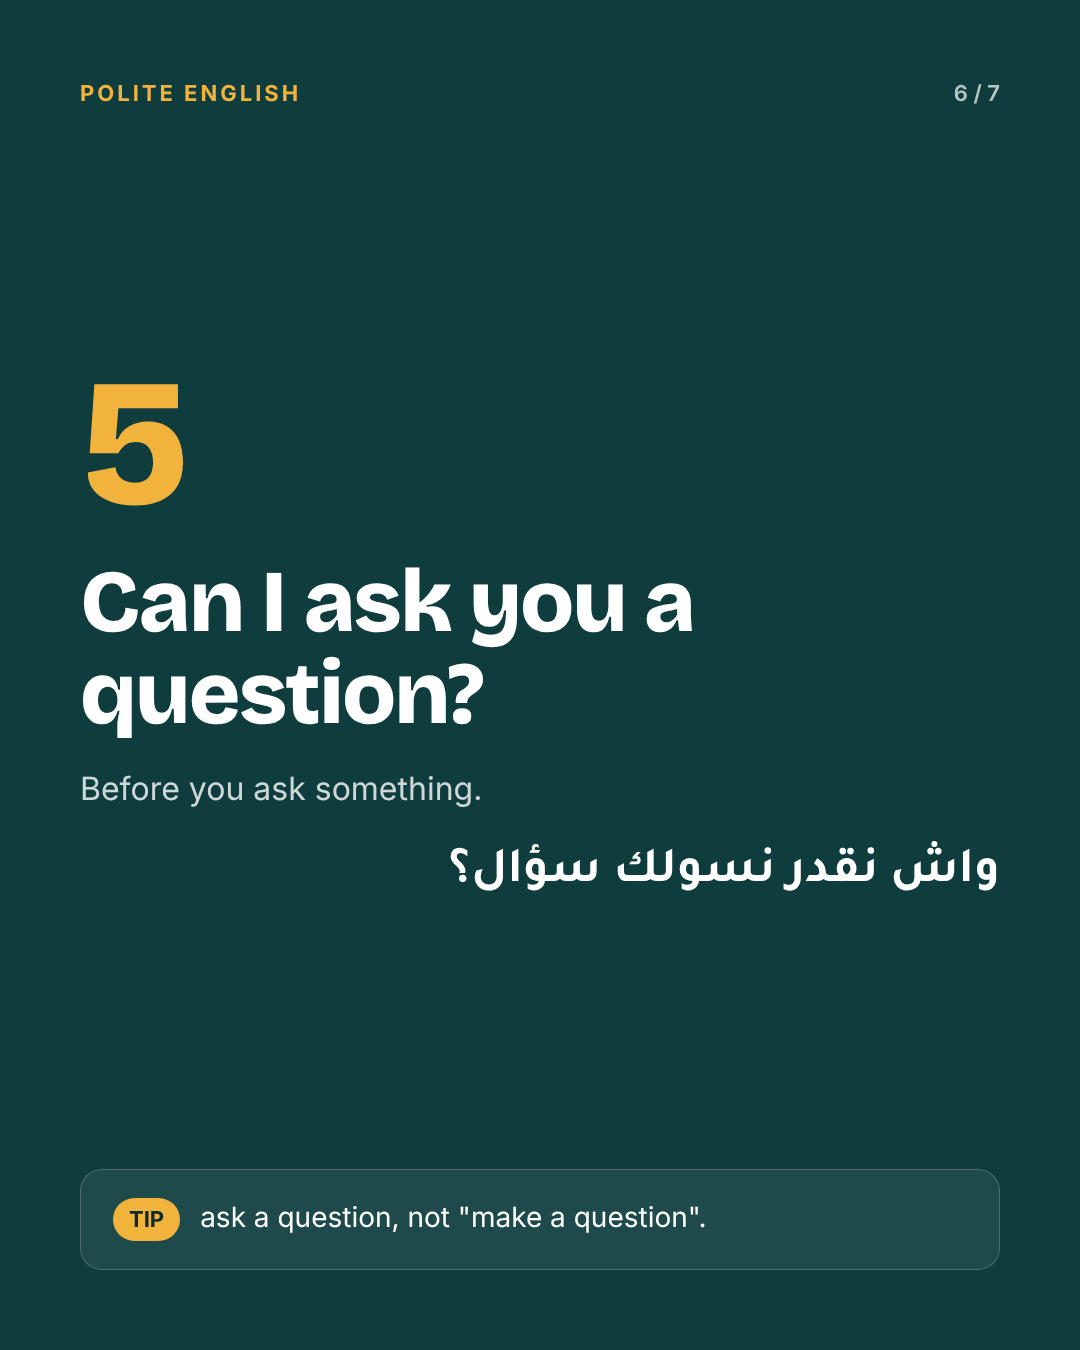 POLITE ENGLISH
6 / 7
5
Can I ask you a
question?
Before you ask something.
واش نقدر نسولك سؤال؟
TIP ask a question, not "make a question".